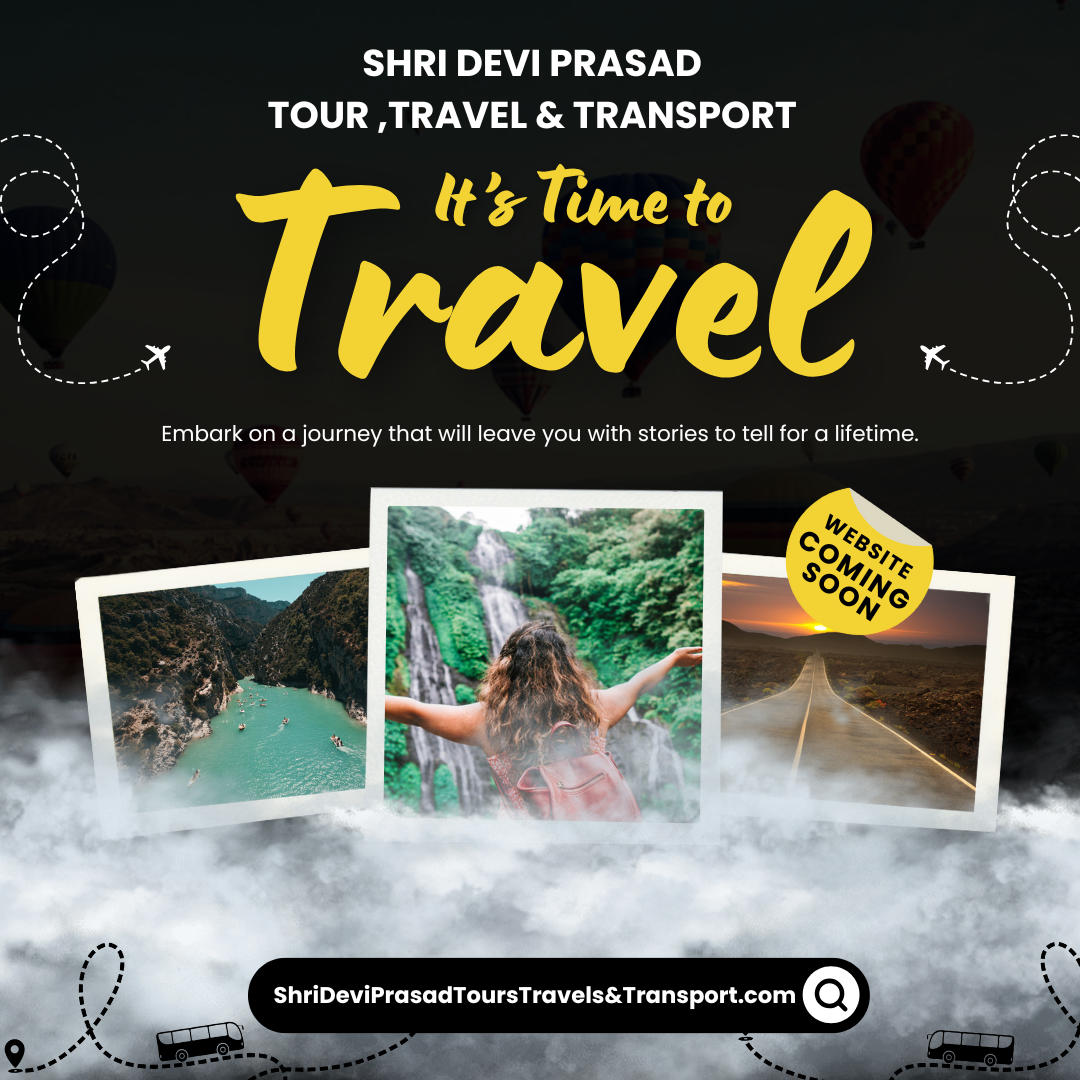 SHRI DEVI PRASAD
TOUR ,TRAVEL & TRANSPORT
It's Time to
Travel
Embark on a journey that will leave you with stories to tell for a lifetime.
WEBSITE
COMING
SOON
ShriDeviPrasadToursTravels&Transport.com